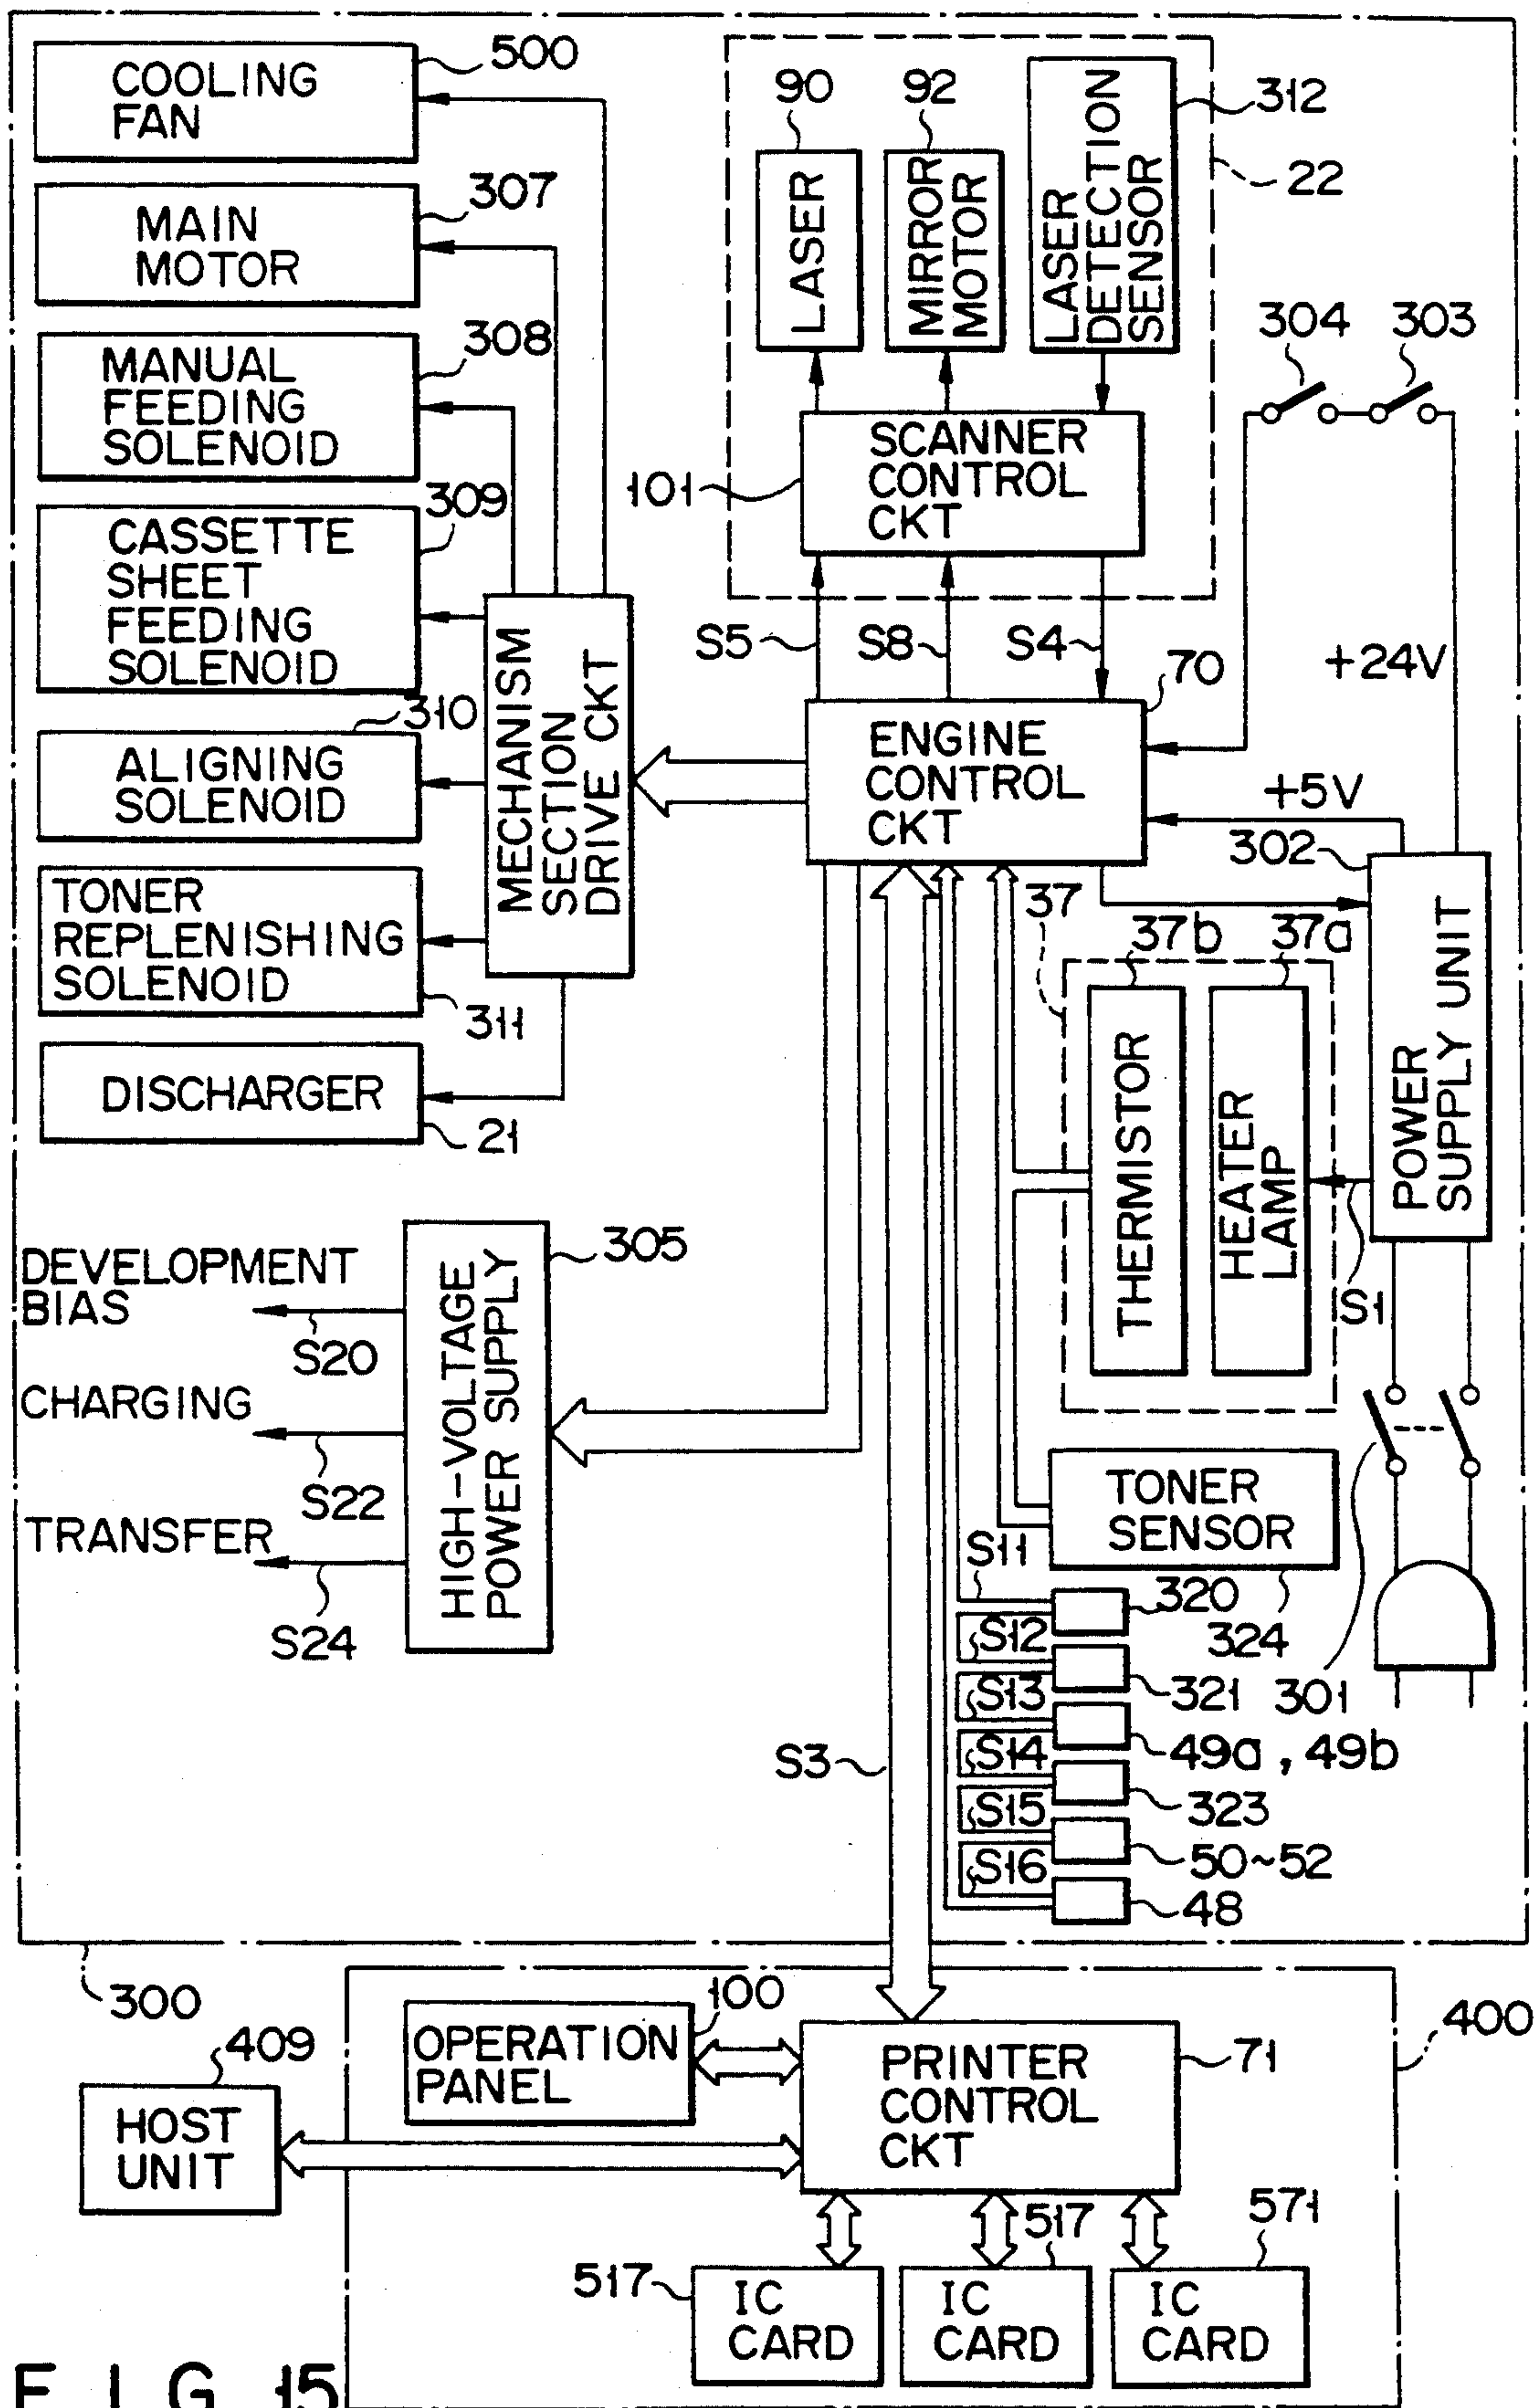 COOLING
FAN
500
MAIN
MOTOR
307
MANUAL
FEEDING
SOLENOID
308
CASSETTE
SHEET
FEEDING
SOLENOID
309
310
ALIGNING
SOLENOID
TONER
REPLENISHING
SOLENOID
311
DISCHARGER
21
MECHANISM
SECTION
DRIVE CKT
90
92
312
22
LASER
MIRROR
MOTOR
LASER
DETECTION
SENSOR
101
SCANNER
CONTROL
CKT
304
303
S5
S8
S4
70
+24V
ENGINE
CONTROL
CKT
+5V
302
37
37b
37a
THERMISTOR
HEATER
LAMP
POWER
SUPPLY UNIT
S1
DEVELOPMENT
BIAS
S20
CHARGING
S22
TRANSFER
S24
HIGH-VOLTAGE
POWER SUPPLY
305
TONER
SENSOR
324
301
S11
320
S12
321
S13
49a, 49b
S14
323
S15
50~52
S16
48
S3
300
400
409
HOST
UNIT
100
OPERATION
PANEL
PRINTER
CONTROL
CKT
71
517
IC
CARD
517
IC
CARD
571
IC
CARD
FIG. 15